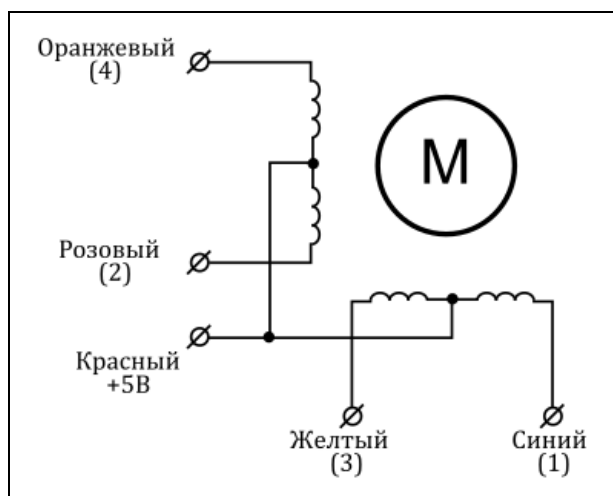 Оранжевый
(4)
М
Розовый
(2)
Красный
+5В
Желтый
(3)
Синий
(1)